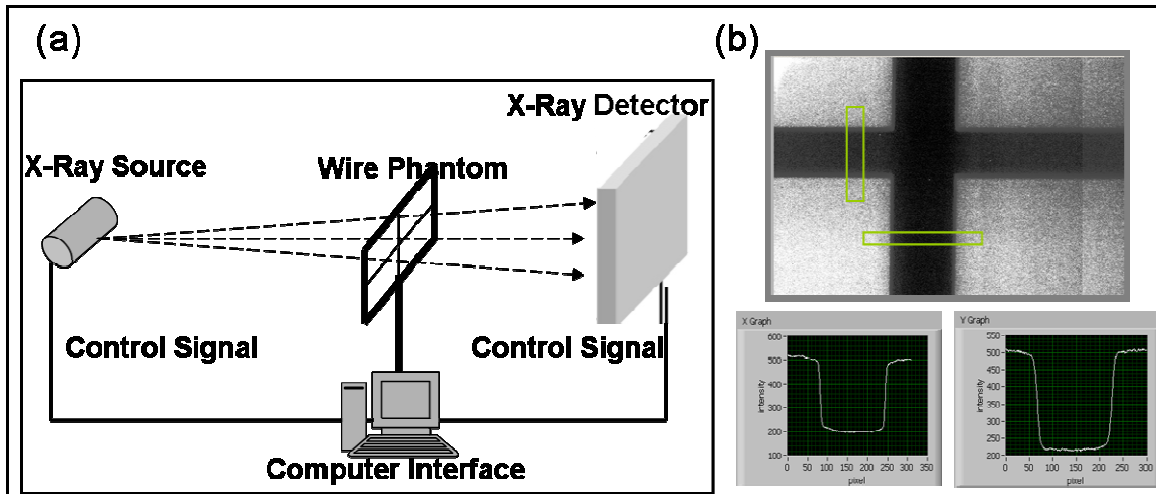 (a)
(b)
X-Ray Detector
Wire Phantom
X-Ray Source
Control Signal
Control Signal
Computer Interface
X Graph
600
500
400
300
200
100
intensity
0 50 100 150 200 250 300 350
pixel
Y Graph
550
500
450
400
350
300
250
200
intensity
0 50 100 150 200 250 300
pixel